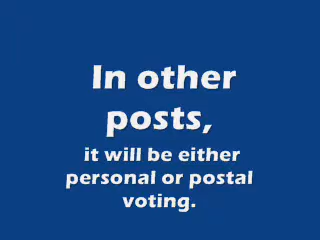 In other
posts,
it will be either
personal or postal
voting.